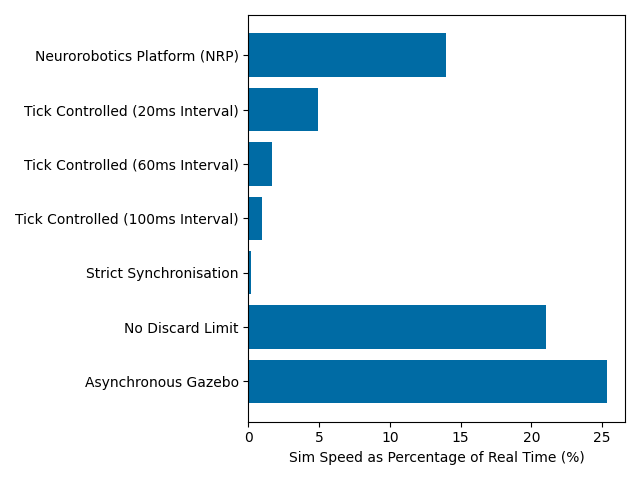 Neurorobotics Platform (NRP)
Tick Controlled (20ms Interval)
Tick Controlled (60ms Interval)
Tick Controlled (100ms Interval)
Strict Synchronisation
No Discard Limit
Asynchronous Gazebo
0 5 10 15 20 25
Sim Speed as Percentage of Real Time (%)